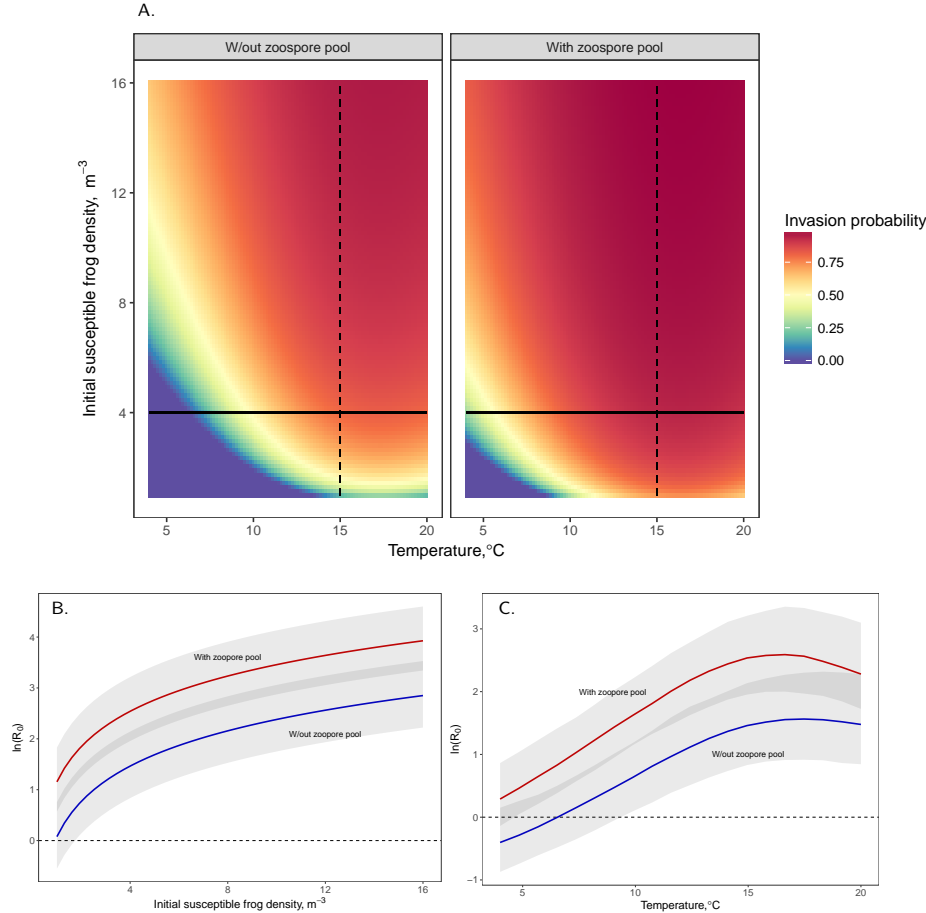 A.
W/out zoospore pool
With zoospore pool
16
12
8
4
Initial susceptible frog density, m⁻³
5 10 15 20
5 10 15 20
Temperature,°C
Invasion probability
0.75
0.50
0.25
0.00
B.
4
3
2
1
0
ln(R₀)
With zoopore pool
W/out zoospore pool
4 8 12 16
Initial susceptible frog density, m⁻³
C.
3
2
1
0
−1
ln(R₀)
With zoospore pool
W/out zoospore pool
5 10 15 20
Temperature,°C